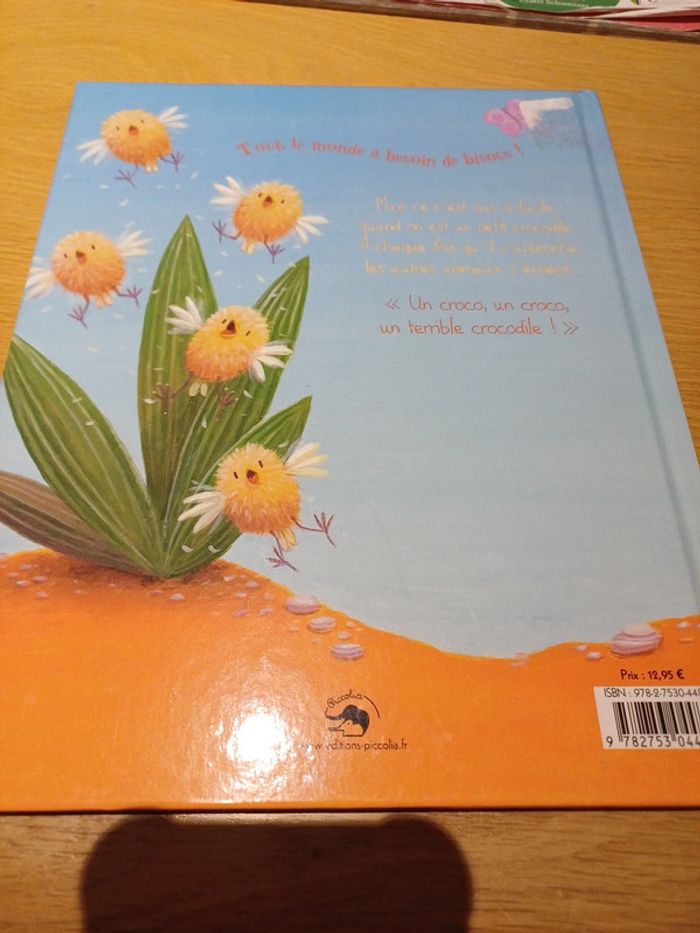 Tout le monde a besoin de bisous !
Mais ce n'est pas si facile
quand on est un petit crocodile.
À chaque fois qu'il s'approche,
les autres animaux s'écrient :
« Un croco, un croco,
un terrible crocodile ! »
Prix : 12,95 €
ISBN : 978-2-7530-44
9 782753 044
Piccolia
www.editions-piccolia.fr